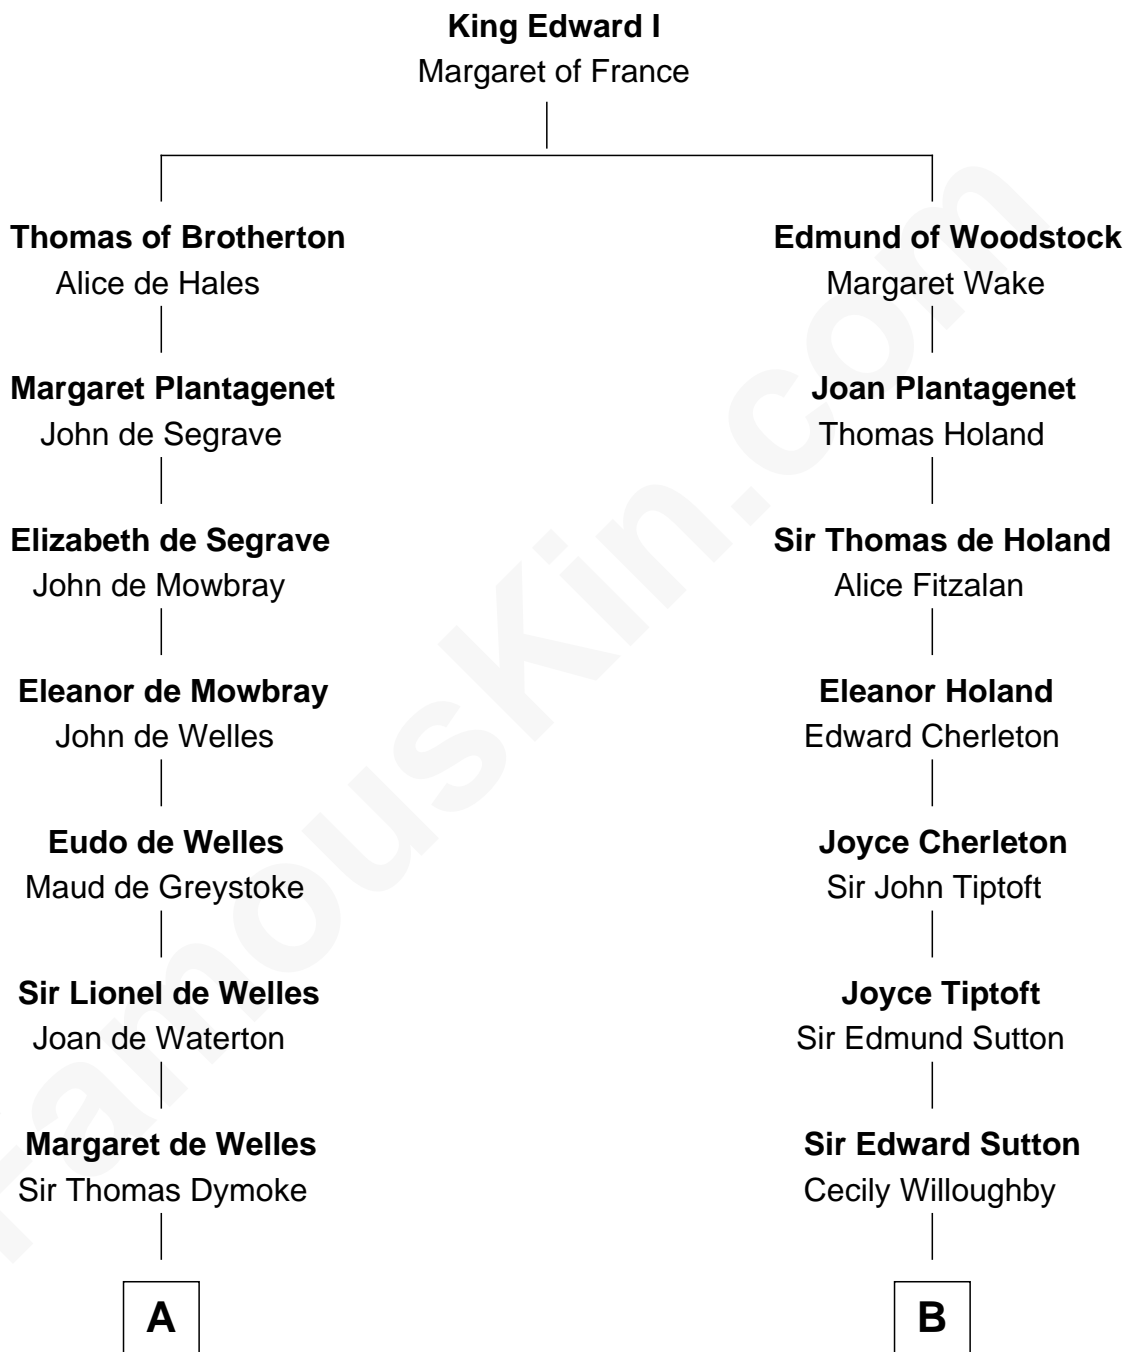 King Edward I
Margaret of France
Thomas of Brotherton
Alice de Hales
Edmund of Woodstock
Margaret Wake
Margaret Plantagenet
John de Segrave
Joan Plantagenet
Thomas Holand
Elizabeth de Segrave
John de Mowbray
Sir Thomas de Holand
Alice Fitzalan
Eleanor de Mowbray
John de Welles
Eleanor Holand
Edward Cherleton
Eudo de Welles
Maud de Greystoke
Joyce Cherleton
Sir John Tiptoft
Sir Lionel de Welles
Joan de Waterton
Joyce Tiptoft
Sir Edmund Sutton
Margaret de Welles
Sir Thomas Dymoke
Sir Edward Sutton
Cecily Willoughby
A
B
FamousKin.com